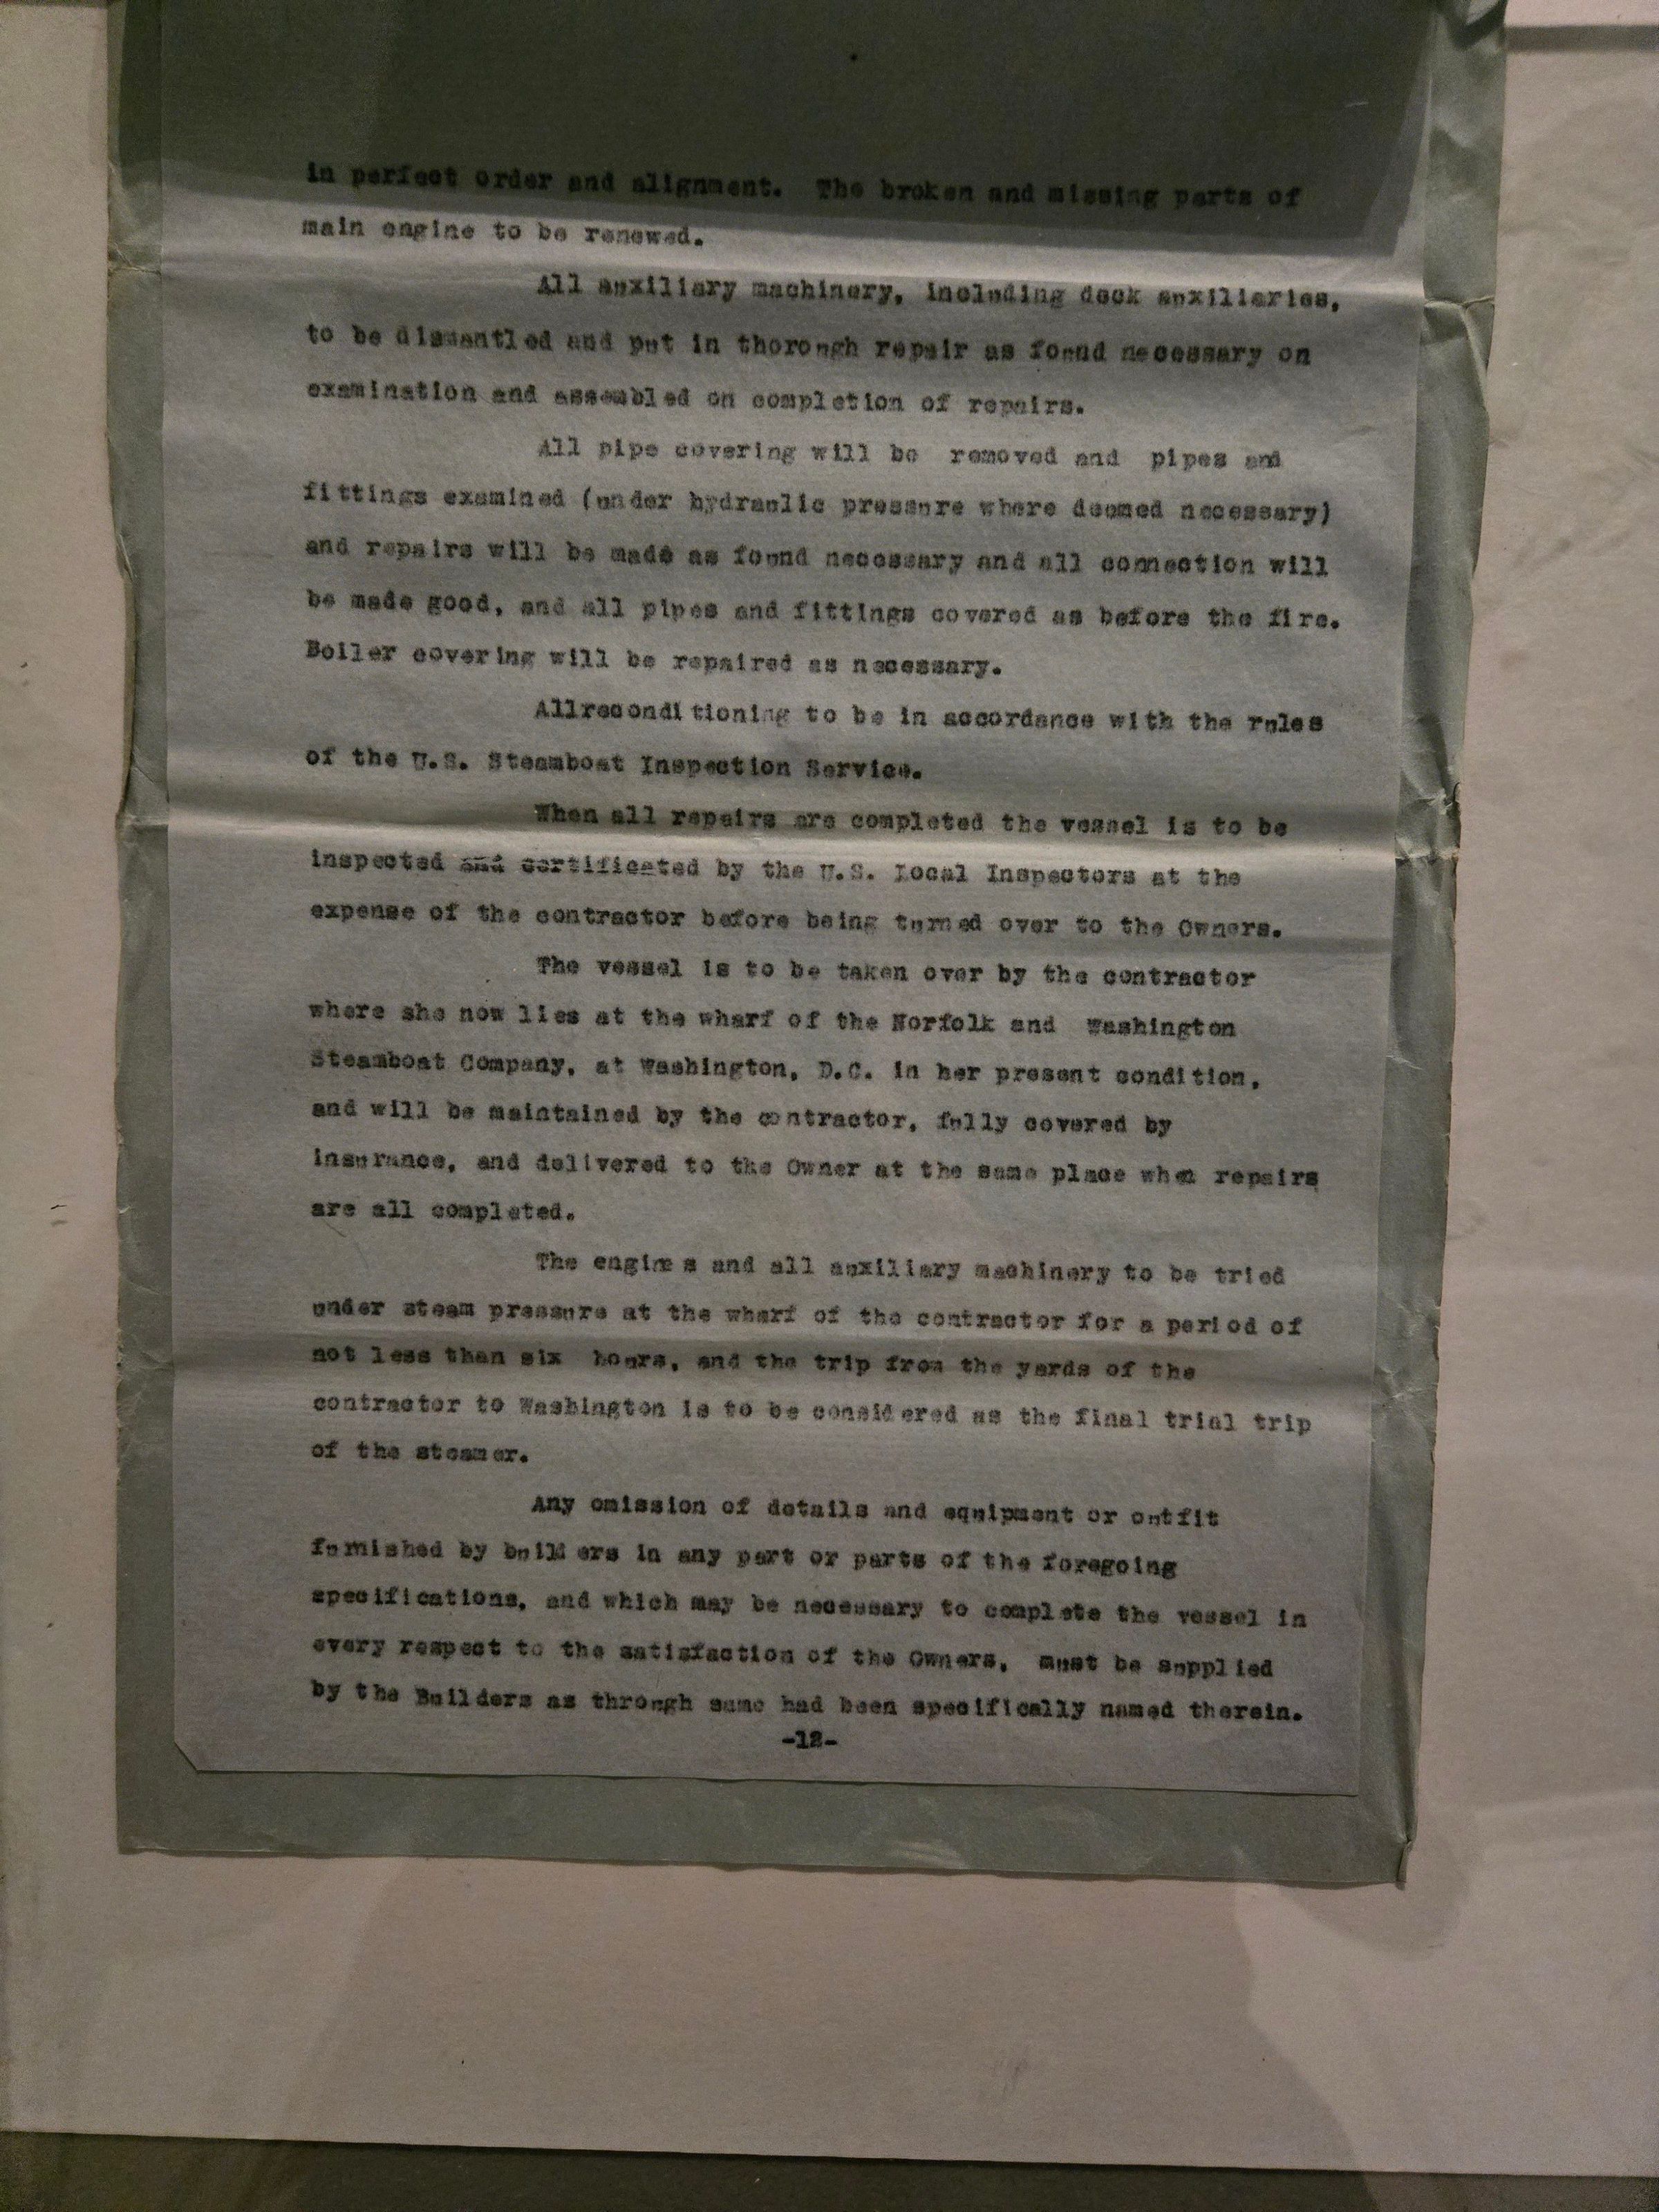 in perfect order and alignment. The broken and missing parts of
main engine to be renewed.
All auxiliary machinery, including deck auxiliaries,
to be dismantled and put in thorough repair as found necessary on
examination and assembled on completion of repairs.
All pipe covering will be removed and pipes and
fittings examined (under hydraulic pressure where deemed necessary)
and repairs will be made as found necessary and all connection will
be made good, and all pipes and fittings covered as before the fire.
Boiler covering will be repaired as necessary.
Allreconditioning to be in accordance with the rules
of the U.S. Steamboat Inspection Service.
When all repairs are completed the vessel is to be
inspected and certificated by the U.S. Local Inspectors at the
expense of the contractor before being turned over to the Owners.
The vessel is to be taken over by the contractor
where she now lies at the wharf of the Norfolk and Washington
Steamboat Company, at Washington, D.C. in her present condition,
and will be maintained by the contractor, fully covered by
insurance, and delivered to the Owner at the same place when repairs
are all completed.
The engines and all auxiliary machinery to be tried
under steam pressure at the wharf of the contractor for a period of
not less than six hours, and the trip from the yards of the
contractor to Washington is to be considered as the final trial trip
of the steamer.
Any omission of details and equipment or outfit
furnished by builders in any part or parts of the foregoing
specifications, and which may be necessary to complete the vessel in
every respect to the satisfaction of the Owners, must be supplied
by the Builders as through same had been specifically named therein.
-12-